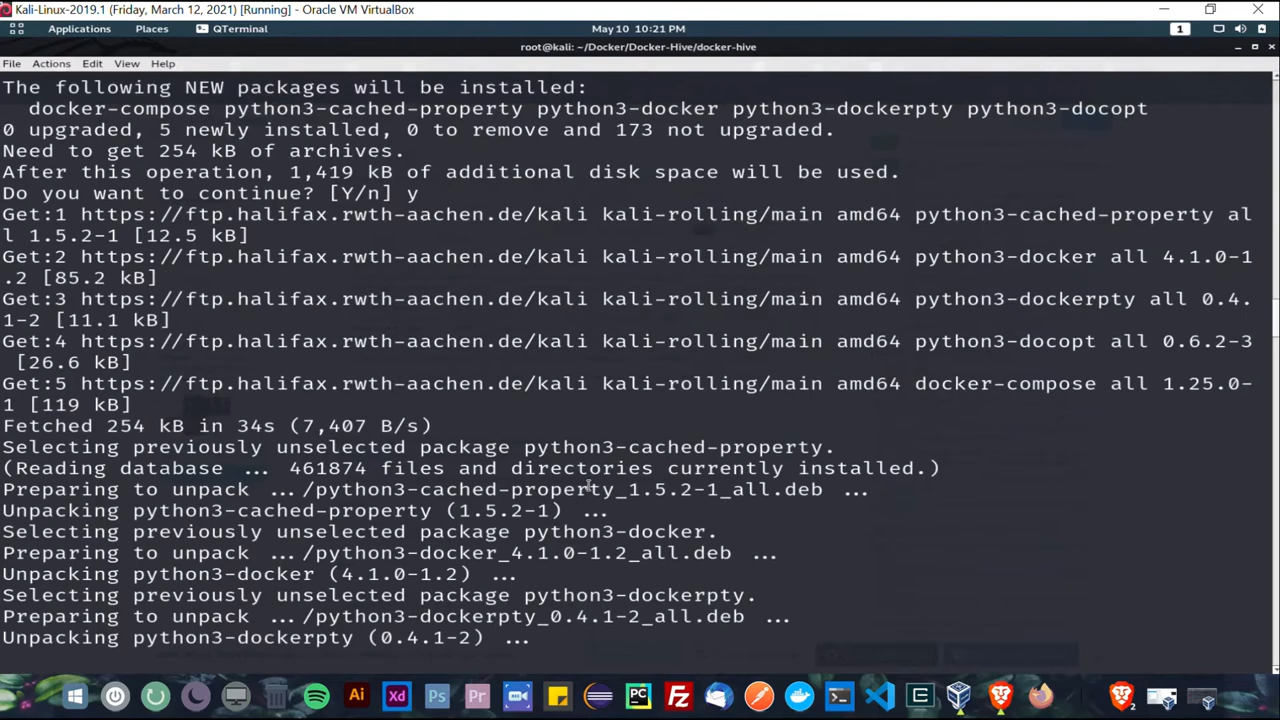 Kali-Linux-2019.1 (Friday, March 12, 2021) [Running] - Oracle VM VirtualBox
Applications Places QTerminal May 10 10:21 PM 1
root@kali: ~/Docker/Docker-Hive/docker-hive
File Actions Edit View Help
The following NEW packages will be installed:
docker-compose python3-cached-property python3-docker python3-dockerpty python3-docopt
0 upgraded, 5 newly installed, 0 to remove and 173 not upgraded.
Need to get 254 kB of archives.
After this operation, 1,419 kB of additional disk space will be used.
Do you want to continue? [Y/n] y
Get:1 https://ftp.halifax.rwth-aachen.de/kali kali-rolling/main amd64 python3-cached-property al
l 1.5.2-1 [12.5 kB]
Get:2 https://ftp.halifax.rwth-aachen.de/kali kali-rolling/main amd64 python3-docker all 4.1.0-1
.2 [85.2 kB]
Get:3 https://ftp.halifax.rwth-aachen.de/kali kali-rolling/main amd64 python3-dockerpty all 0.4.
1-2 [11.1 kB]
Get:4 https://ftp.halifax.rwth-aachen.de/kali kali-rolling/main amd64 python3-docopt all 0.6.2-3
[26.6 kB]
Get:5 https://ftp.halifax.rwth-aachen.de/kali kali-rolling/main amd64 docker-compose all 1.25.0-
1 [119 kB]
Fetched 254 kB in 34s (7,407 B/s)
Selecting previously unselected package python3-cached-property.
(Reading database ... 461874 files and directories currently installed.)
Preparing to unpack .../python3-cached-property_1.5.2-1_all.deb ...
Unpacking python3-cached-property (1.5.2-1) ...
Selecting previously unselected package python3-docker.
Preparing to unpack .../python3-docker_4.1.0-1.2_all.deb ...
Unpacking python3-docker (4.1.0-1.2) ...
Selecting previously unselected package python3-dockerpty.
Preparing to unpack .../python3-dockerpty_0.4.1-2_all.deb ...
Unpacking python3-dockerpty (0.4.1-2) ...
Ai Xd Ps Pr PC FZ 2